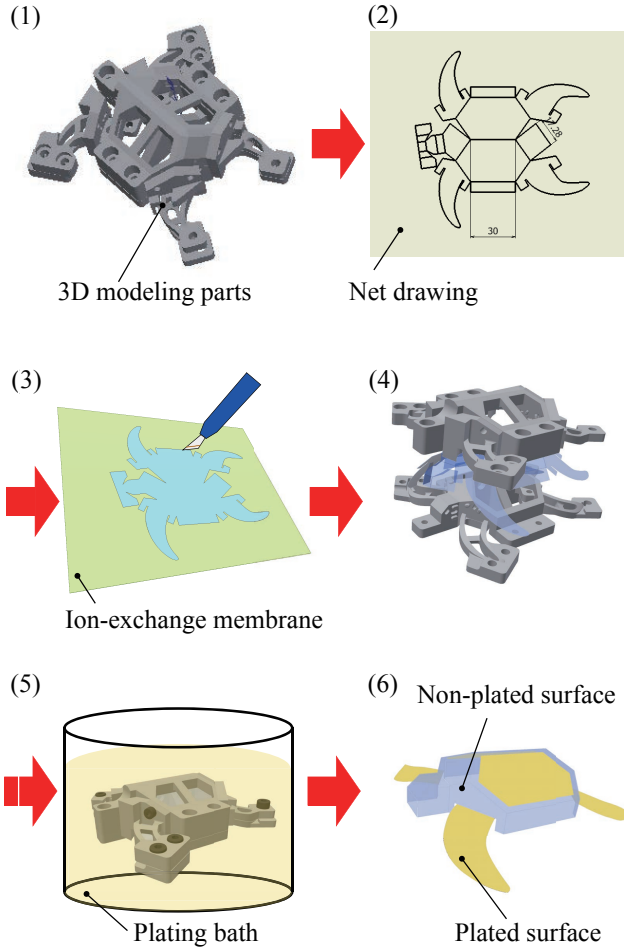 (1)
(2)
28
30
3D modeling parts
Net drawing
(3)
(4)
Ion-exchange membrane
(5)
(6)
Non-plated surface
Plating bath
Plated surface